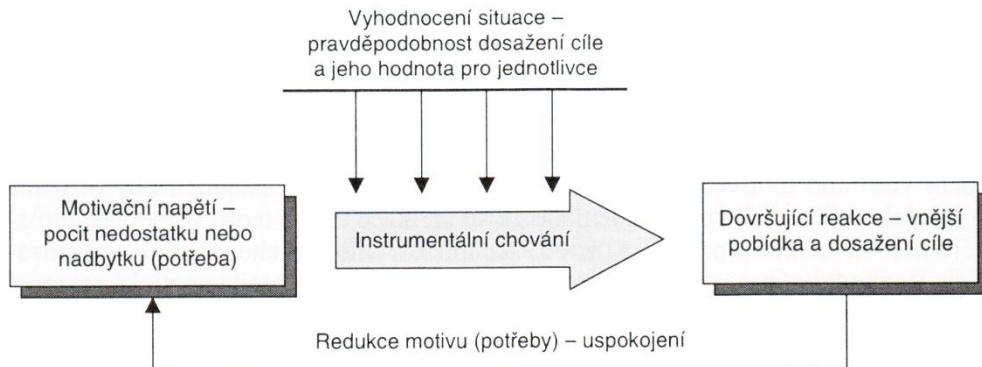 Vyhodnocení situace –
pravděpodobnost dosažení cíle
a jeho hodnota pro jednotlivce
Motivační napětí –
pocit nedostatku nebo
nadbytku (potřeba)
Instrumentální chování
Dovršující reakce – vnější
pobídka a dosažení cíle
Redukce motivu (potřeby) – uspokojení